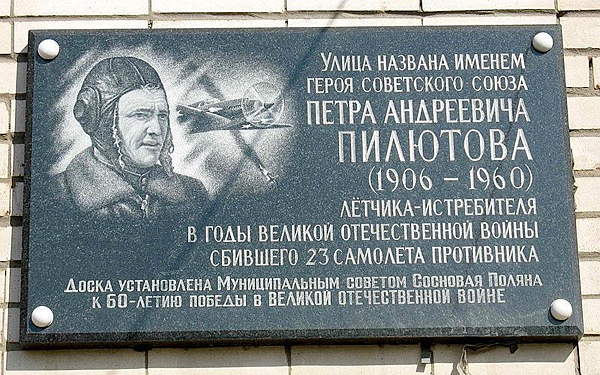 Улица названа именем
героя Советского Союза
Петра Андреевича
Пилютова
(1906 – 1960)
лётчика-истребителя
в годы Великой Отечественной войны
сбившего 23 самолета противника
Доска установлена Муниципальным советом Сосновая Поляна
к 60-летию победы в Великой Отечественной войне